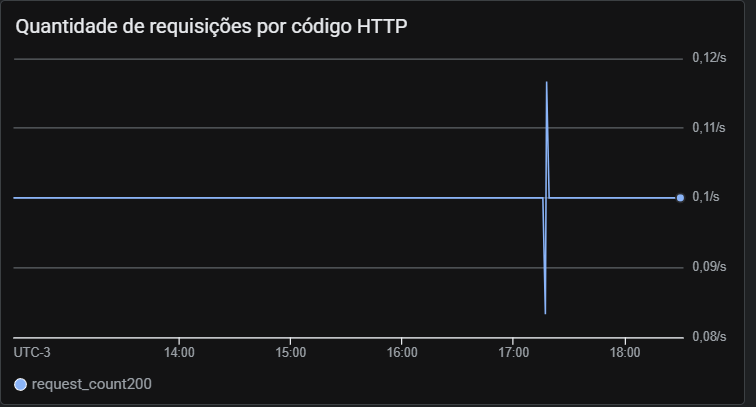 Quantidade de requisições por código HTTP
0,12/s
0,11/s
0,1/s
0,09/s
0,08/s
UTC-3 14:00 15:00 16:00 17:00 18:00
request_count200